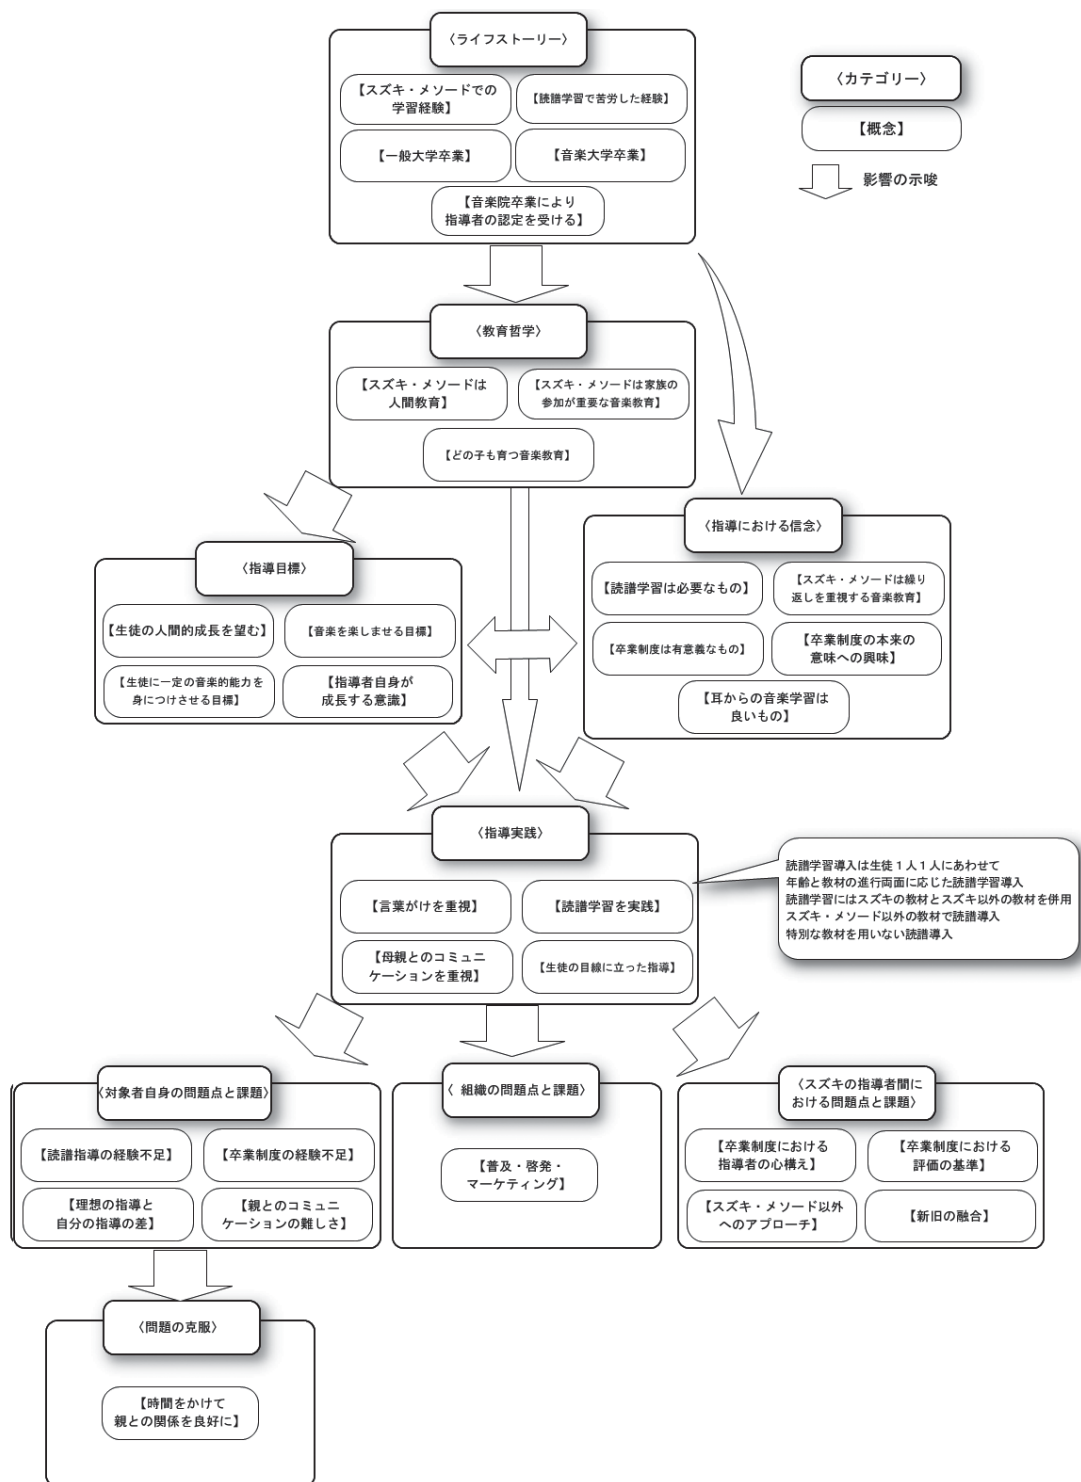 〈ライフストーリー〉
【スズキ・メソードでの
学習経験】
【読譜学習で苦労した経験】
【一般大学卒業】
【音楽大学卒業】
【音楽院卒業により
指導者の認定を受ける】
〈カテゴリー〉
【概念】
影響の示唆
〈教育哲学〉
【スズキ・メソードは
人間教育】
【スズキ・メソードは家族の
参加が重要な音楽教育】
【どの子も育つ音楽教育】
〈指導目標〉
【生徒の人間的成長を望む】
【音楽を楽しませる目標】
【生徒に一定の音楽的能力を
身につけさせる目標】
【指導者自身が
成長する意識】
〈指導における信念〉
【読譜学習は必要なもの】
【スズキ・メソードは繰り
返しを重視する音楽教育】
【卒業制度は有意義なもの】
【卒業制度の本来の
意味への興味】
【耳からの音楽学習は
良いもの】
〈指導実践〉
【言葉がけを重視】
【読譜学習を実践】
【母親とのコミュニ
ケーションを重視】
【生徒の目線に立った指導】
読譜学習導入は生徒１人１人にあわせて
年齢と教材の進行両面に応じた読譜学習導入
読譜学習にはスズキの教材とスズキ以外の教材を併用
スズキ・メソード以外の教材で読譜導入
特別な教材を用いない読譜導入
〈対象者自身の問題点と課題〉
【読譜指導の経験不足】
【卒業制度の経験不足】
【理想の指導と
自分の指導の差】
【親とのコミュニ
ケーションの難しさ】
〈 組織の問題点と課題〉
【普及・啓発・
マーケティング】
〈スズキの指導者間に
おける問題点と課題〉
【卒業制度における
指導者の心構え】
【卒業制度における
評価の基準】
【スズキ・メソード以外
へのアプローチ】
【新旧の融合】
〈問題の克服〉
【時間をかけて
親との関係を良好に】